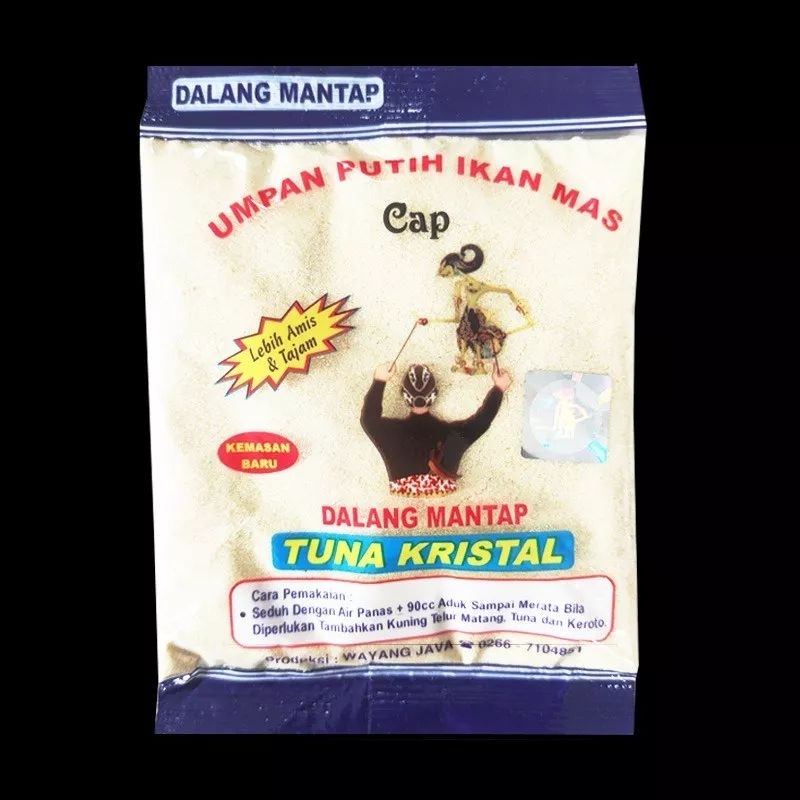 DALANG MANTAP
UMPAN PUTIH IKAN MAS
Cap
Lebih Amis
& Tajam
KEMASAN
BARU
DALANG MANTAP
TUNA KRISTAL
Cara Pemakaian :
• Seduh Dengan Air Panas + 90cc Aduk Sampai Merata Bila
Diperlukan Tambahkan Kuning Telur Matang, Tuna dan Keroto.
Produksi : WAYANG JAVA ☎ 0266 - 7104851